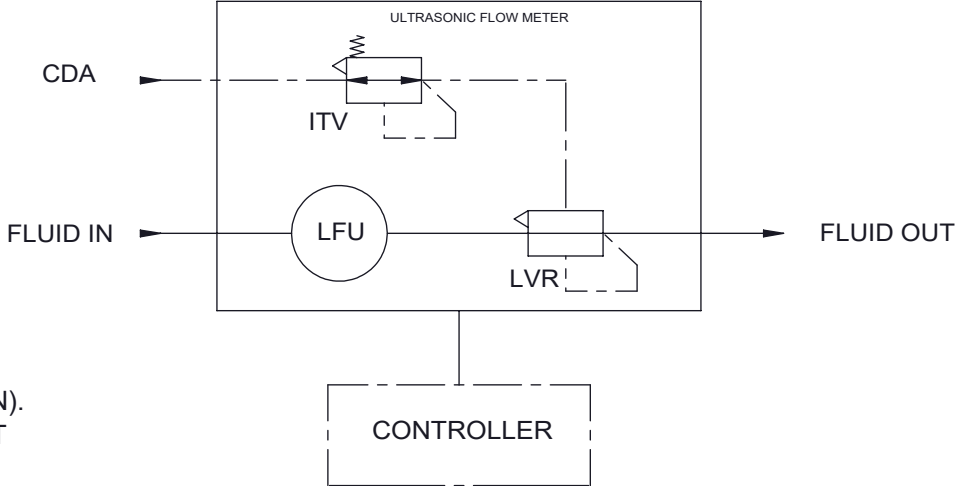 ULTRASONIC FLOW METER
CDA
ITV
FLUID IN
LFU
FLUID OUT
LVR
N).
CONTROLLER
T